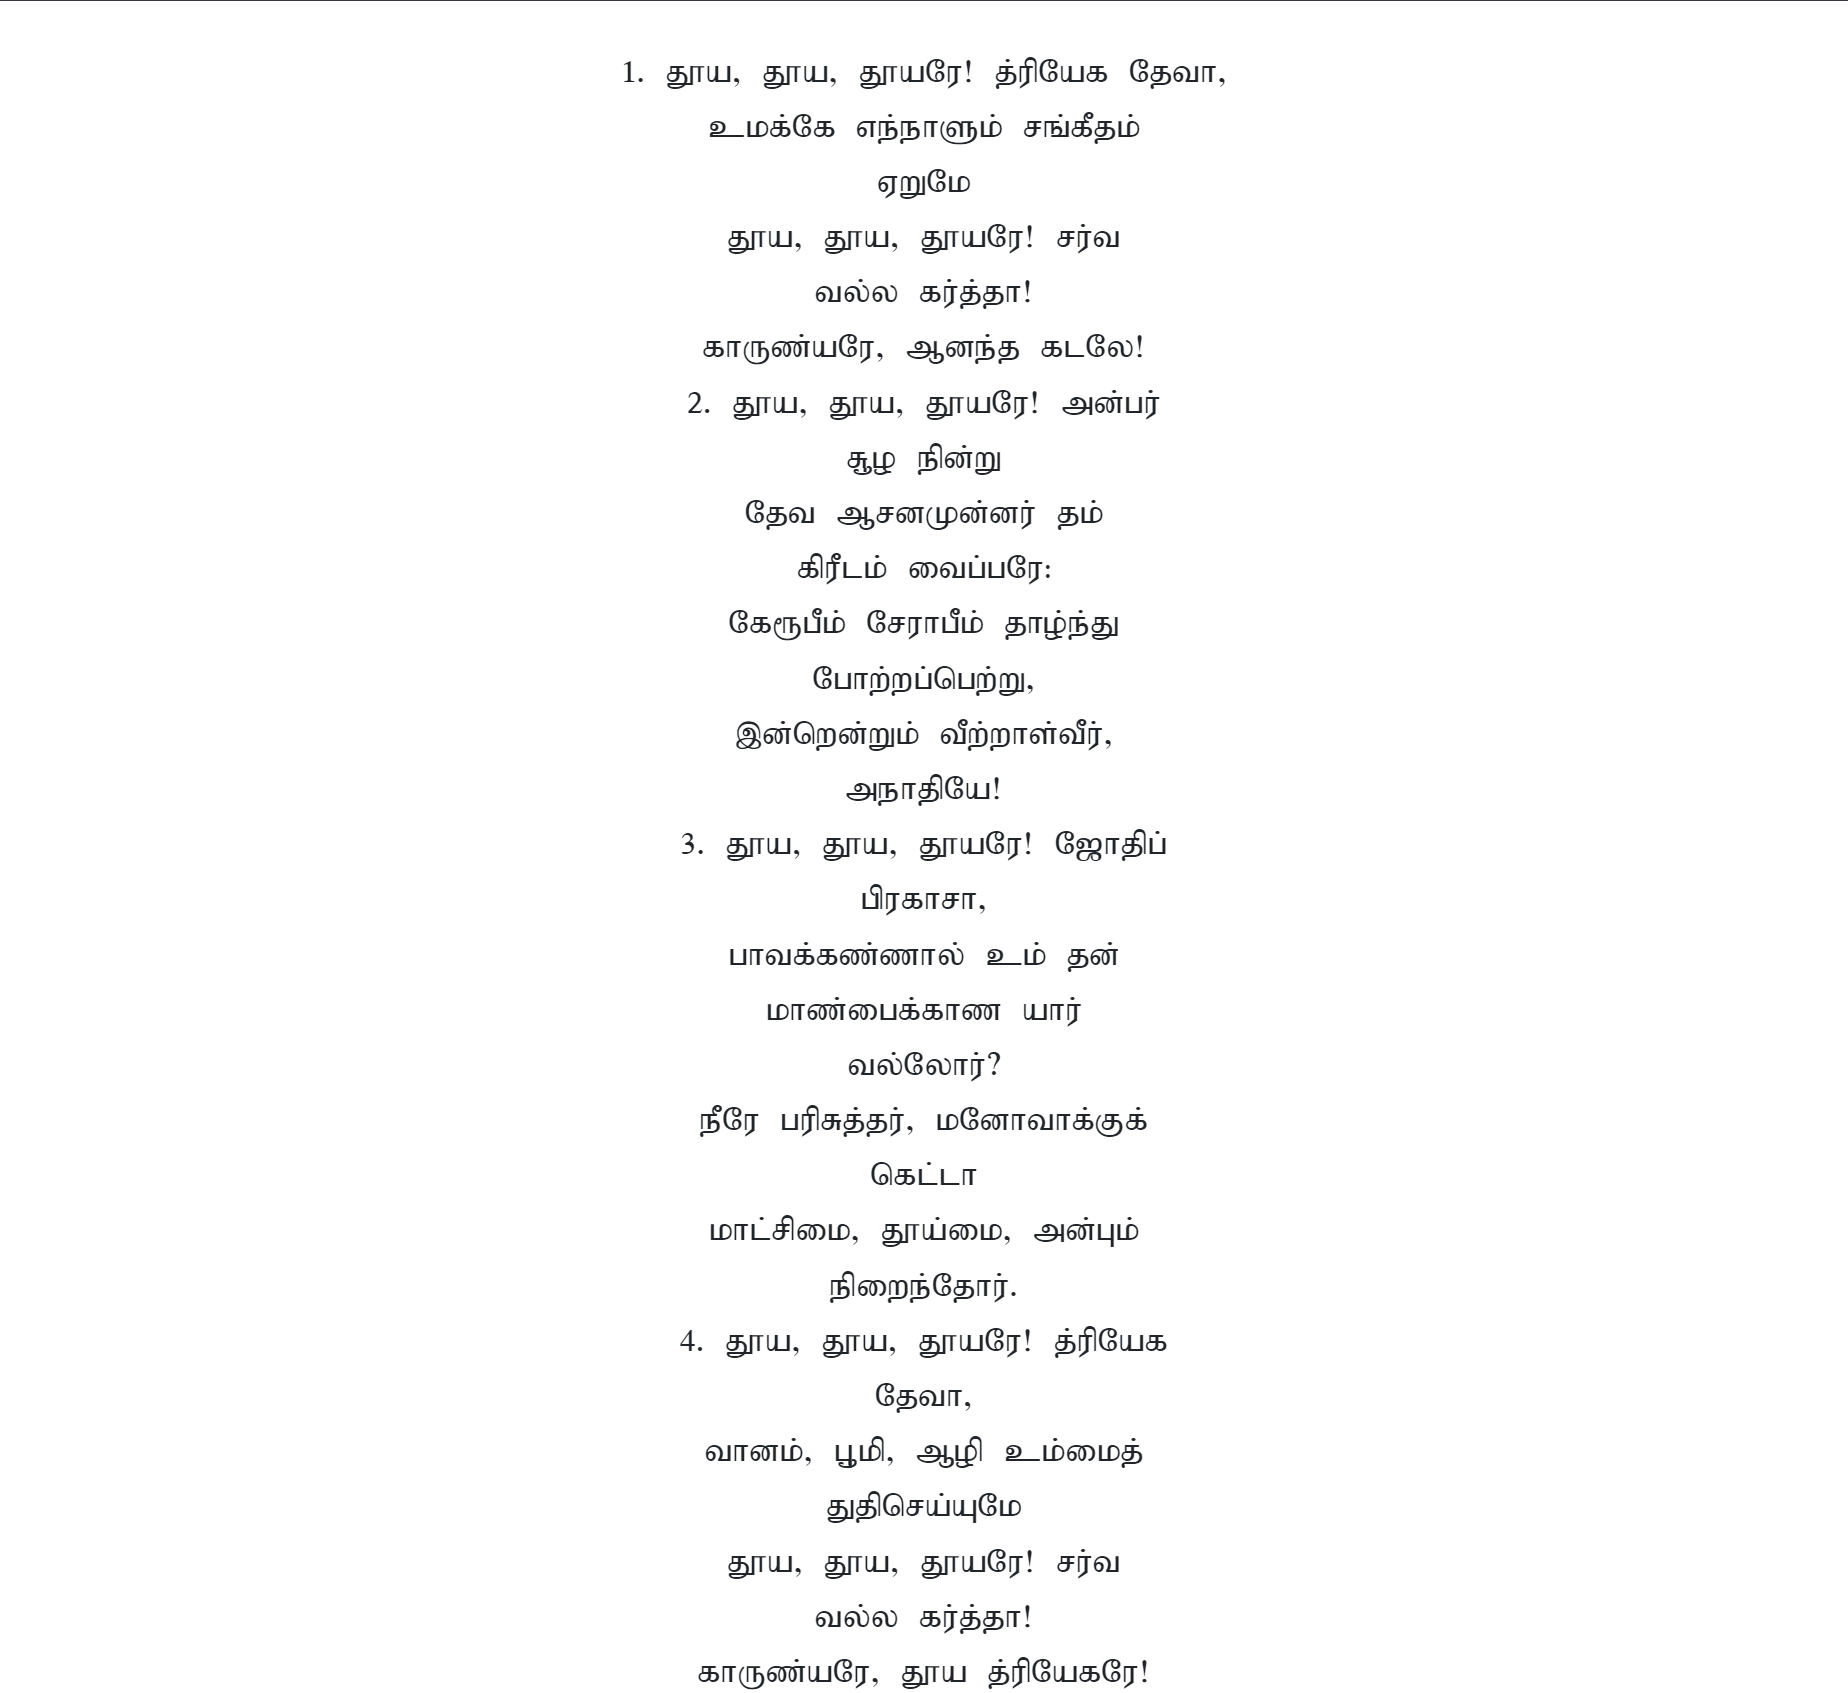 1. தூய, தூய, தூயரே! த்ரியேக தேவா,
உமக்கே எந்நாளும் சங்கீதம்
ஏறுமே
தூய, தூய, தூயரே! சர்வ
வல்ல கர்த்தா!
காருண்யரே, ஆனந்த கடலே!
2. தூய, தூய, தூயரே! அன்பர்
சூழ நின்று
தேவ ஆசனமுன்னர் தம்
கிரீடம் வைப்பரே:
கேரூபீம் சேராபீம் தாழ்ந்து
போற்றப்பெற்று,
இன்றென்றும் வீற்றாள்வீர்,
அநாதியே!
3. தூய, தூய, தூயரே! ஜோதிப்
பிரகாசா,
பாவக்கண்ணால் உம் தன்
மாண்பைக்காண யார்
வல்லோர்?
நீரே பரிசுத்தர், மனோவாக்குக்
கெட்டா
மாட்சிமை, தூய்மை, அன்பும்
நிறைந்தோர்.
4. தூய, தூய, தூயரே! த்ரியேக
தேவா,
வானம், பூமி, ஆழி உம்மைத்
துதிசெய்யுமே
தூய, தூய, தூயரே! சர்வ
வல்ல கர்த்தா!
காருண்யரே, தூய த்ரியேகரே!